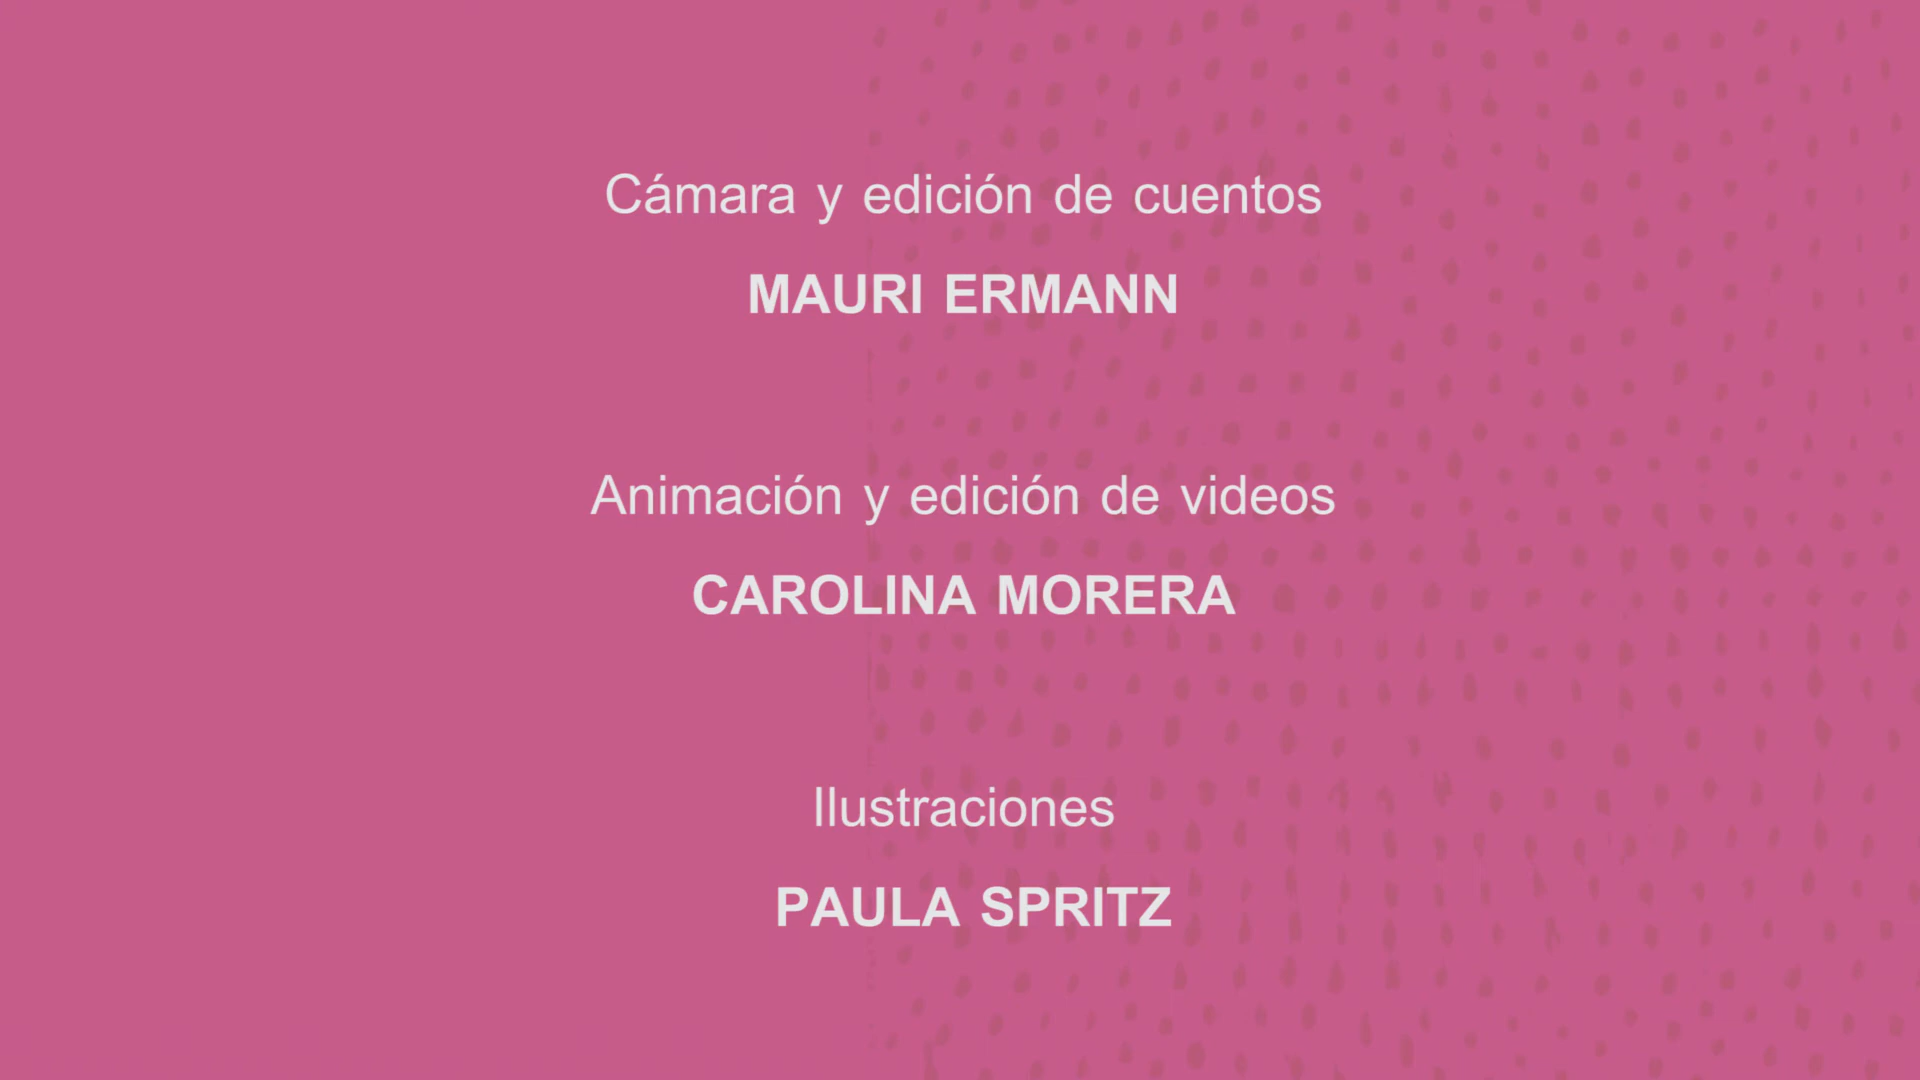 Cámara y edición de cuentos
MAURI ERMANN
Animación y edición de videos
CAROLINA MORERA
Ilustraciones
PAULA SPRITZ